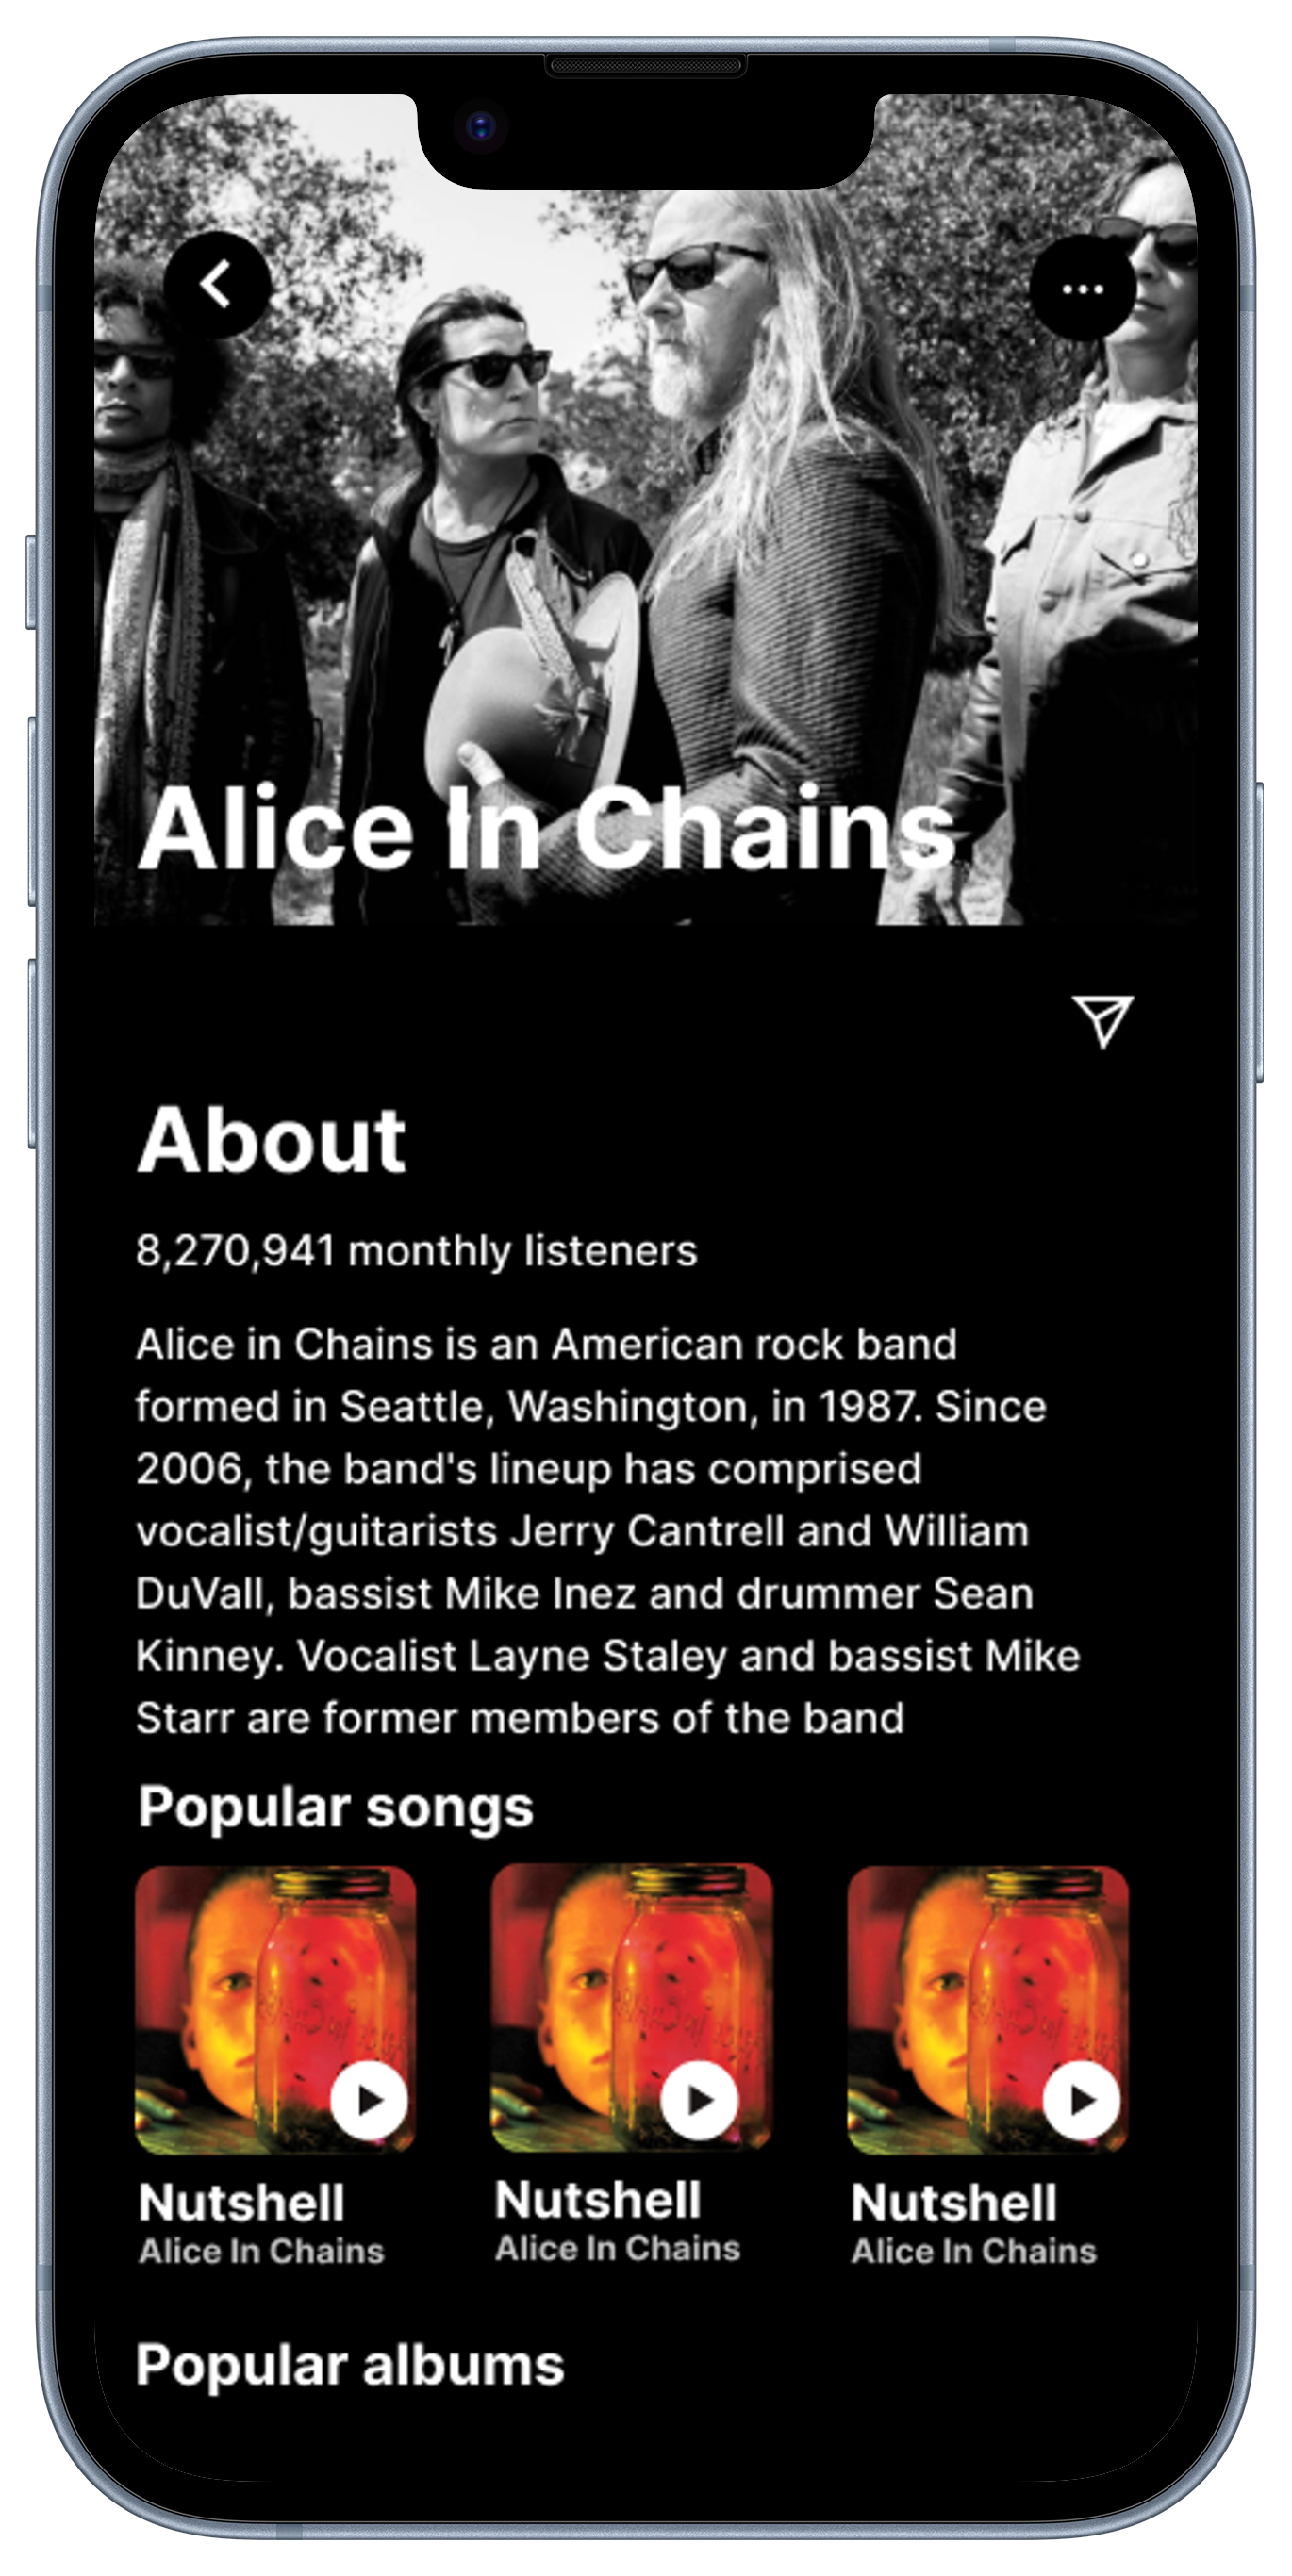 Alice In Chains
About
8,270,941 monthly listeners
Alice in Chains is an American rock band
formed in Seattle, Washington, in 1987. Since
2006, the band's lineup has comprised
vocalist/guitarists Jerry Cantrell and William
DuVall, bassist Mike Inez and drummer Sean
Kinney. Vocalist Layne Staley and bassist Mike
Starr are former members of the band
Popular songs
Nutshell Nutshell Nutshell
Alice In Chains Alice In Chains Alice In Chains
Popular albums